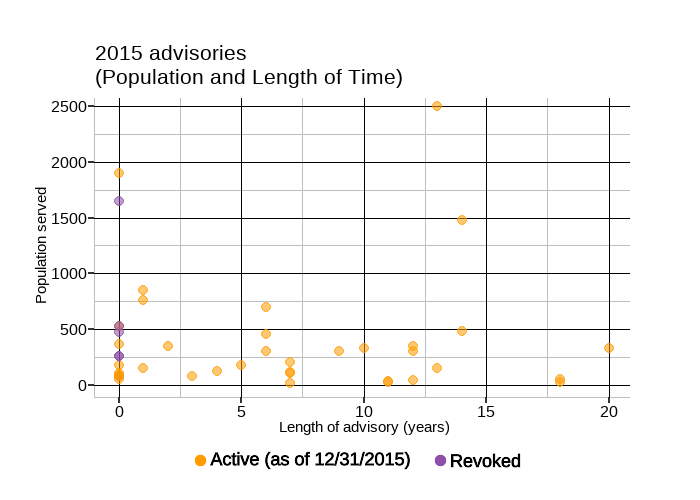 2015 advisories
(Population and Length of Time)
Population served
2500
2000
1500
1000
500
0
0 5 10 15 20
Length of advisory (years)
Active (as of 12/31/2015) Revoked